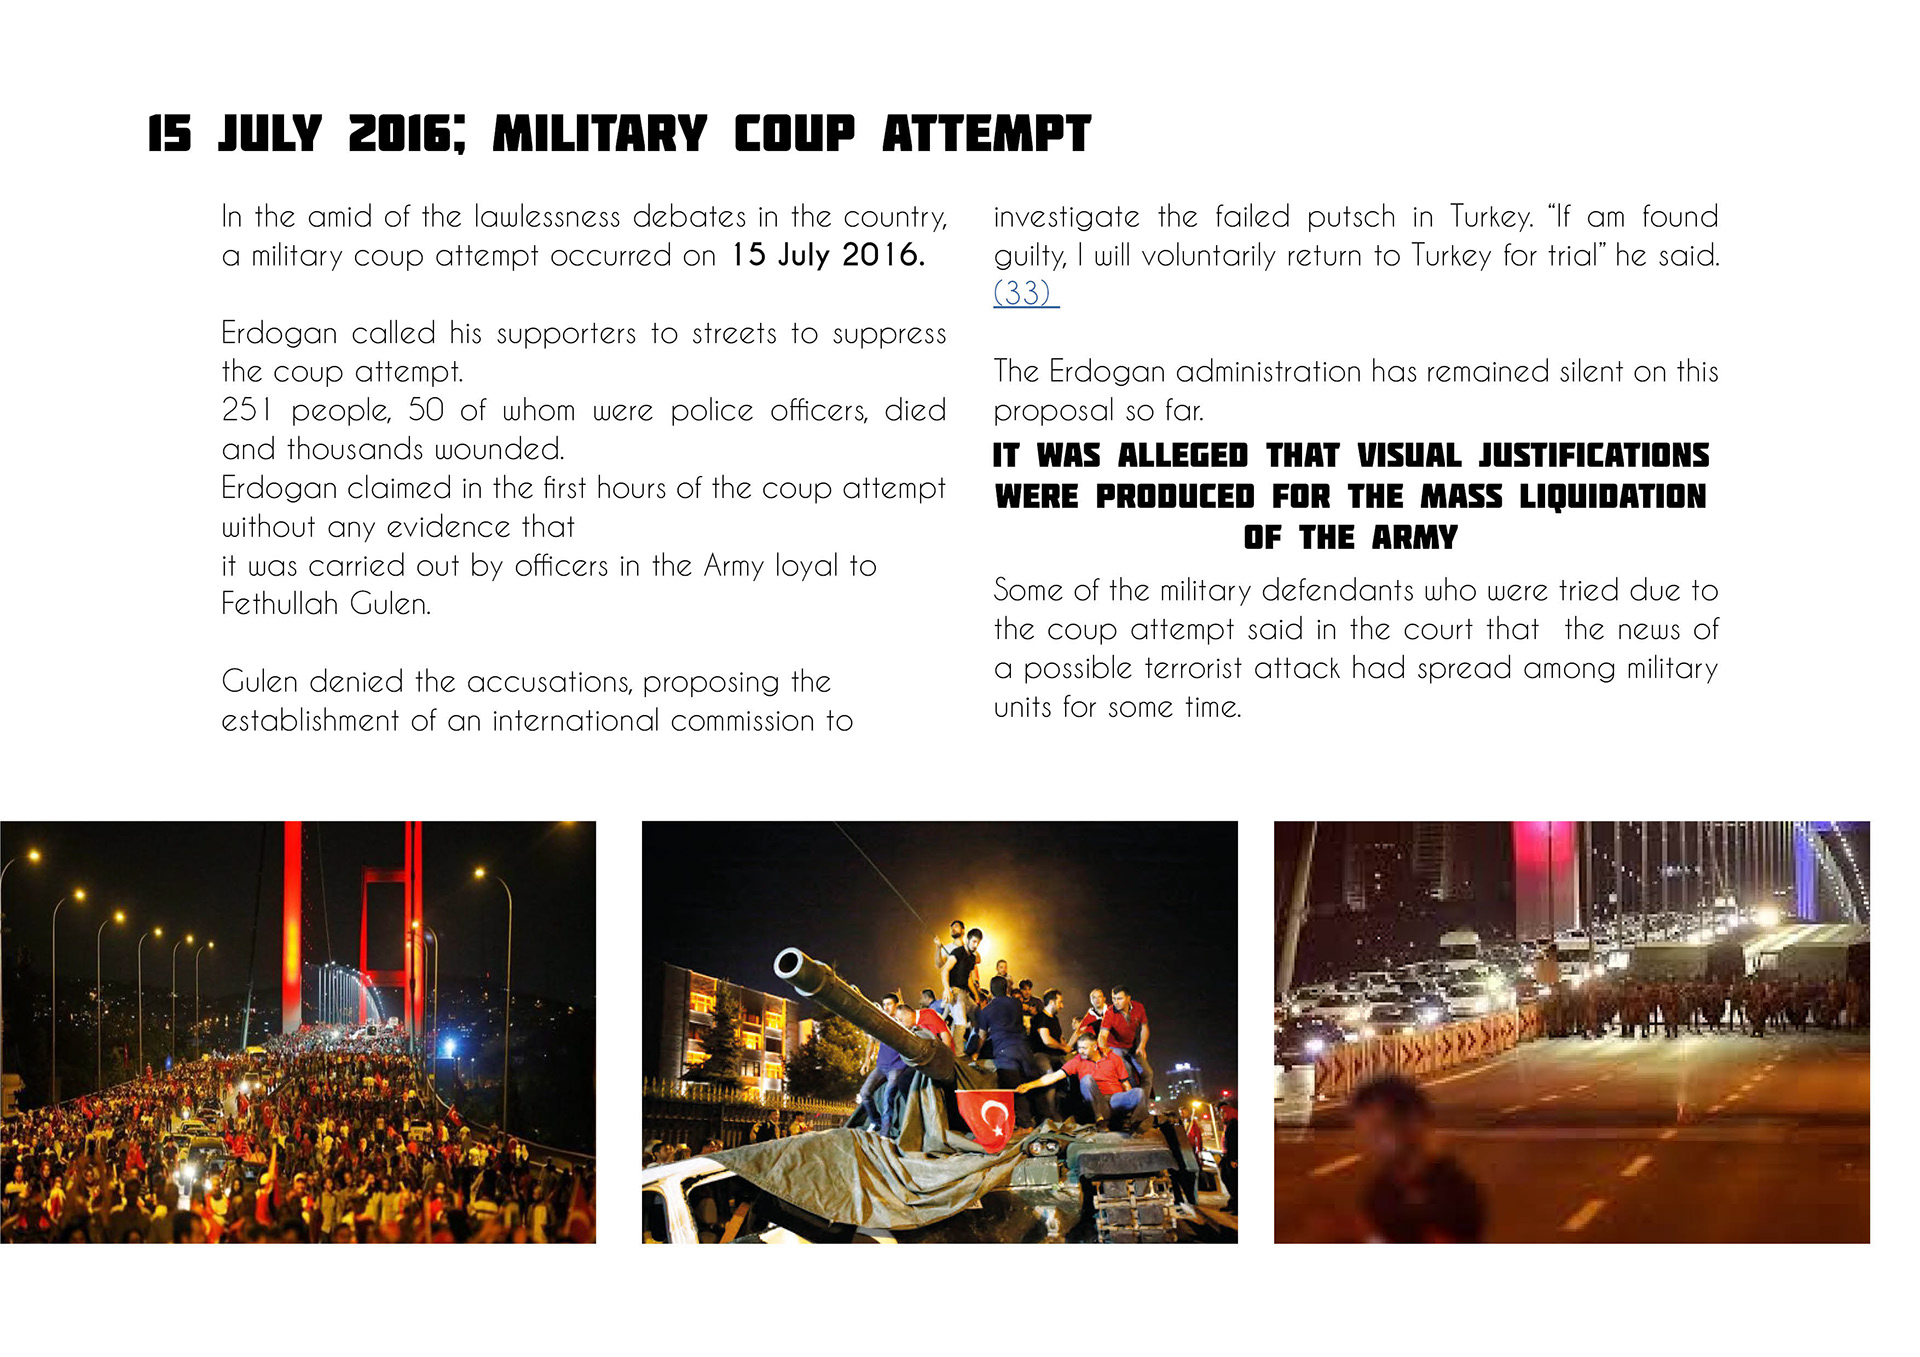 15 JULY 2016; MILITARY COUP ATTEMPT
In the amid of the lawlessness debates in the country,
a military coup attempt occurred on 15 July 2016.
Erdogan called his supporters to streets to suppress
the coup attempt.
251 people, 50 of whom were police officers, died
and thousands wounded.
Erdogan claimed in the first hours of the coup attempt
without any evidence that
it was carried out by officers in the Army loyal to
Fethullah Gulen.
Gulen denied the accusations, proposing the
establishment of an international commission to
investigate the failed putsch in Turkey. “If am found
guilty, I will voluntarily return to Turkey for trial” he said.
(33)
The Erdogan administration has remained silent on this
proposal so far.
IT WAS ALLEGED THAT VISUAL JUSTIFICATIONS
WERE PRODUCED FOR THE MASS LIQUIDATION
OF THE ARMY
Some of the military defendants who were tried due to
the coup attempt said in the court that the news of
a possible terrorist attack had spread among military
units for some time.